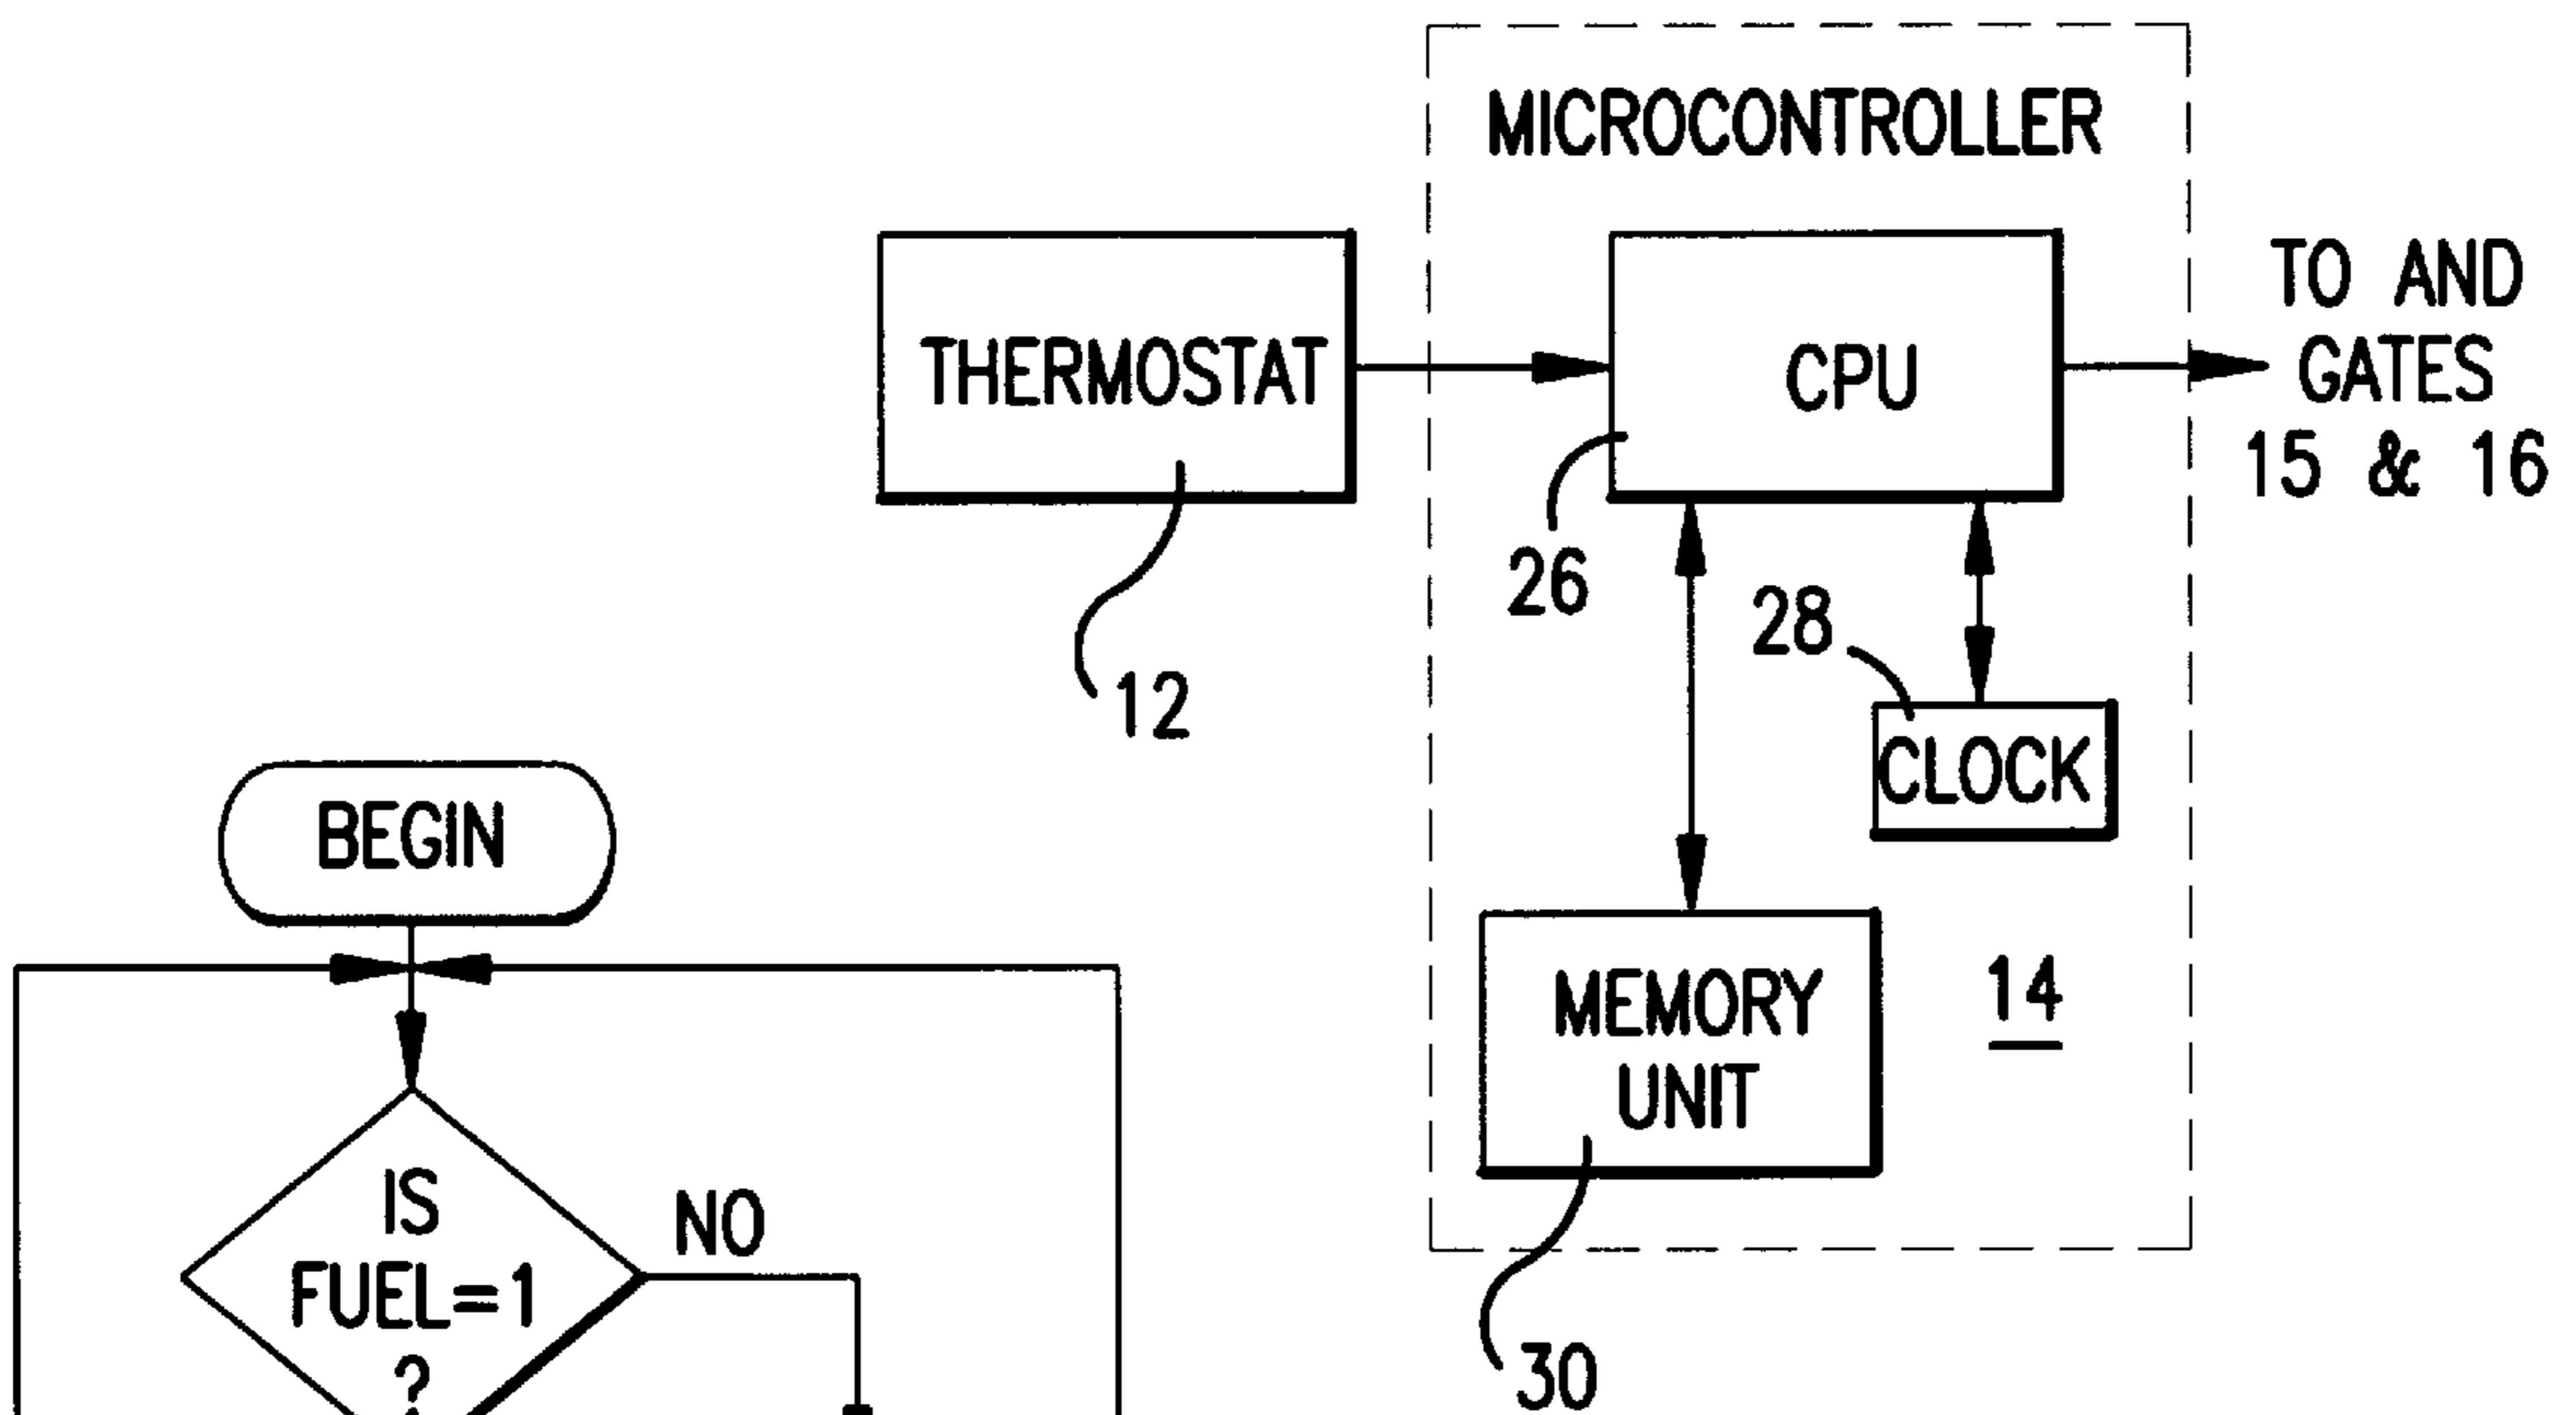 MICROCONTROLLER
THERMOSTAT
CPU
TO AND
GATES
15 & 16
26
28
12
CLOCK
BEGIN
MEMORY
UNIT
14
IS
FUEL=1
?
NO
30